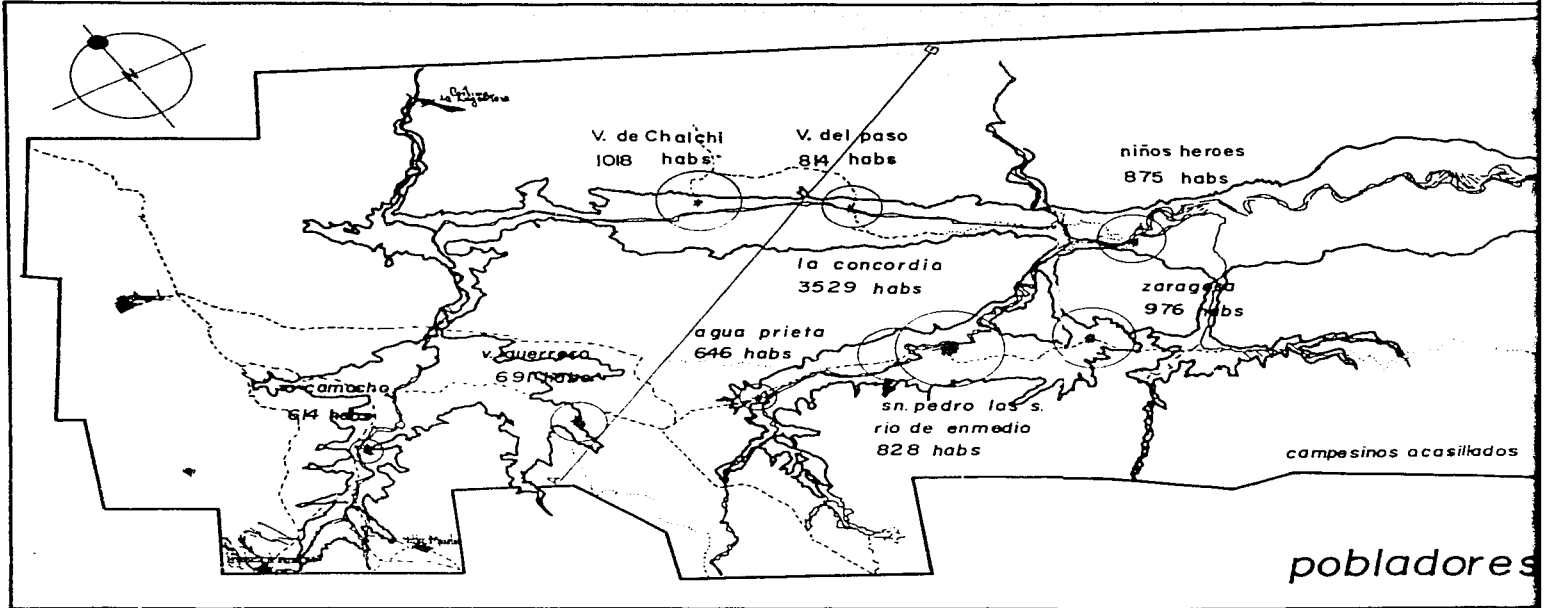 V. de Chalchi
1018 habs
V. del paso
814 habs
niños heroes
875 habs
la concordia
3529 habs
zaragosa
976 habs
agua prieta
646 habs
v. guerrero
691 habs
camocho
614 habs
sn. pedro las s.
rio de enmedio
828 habs
campesinos acasillados
pobladores